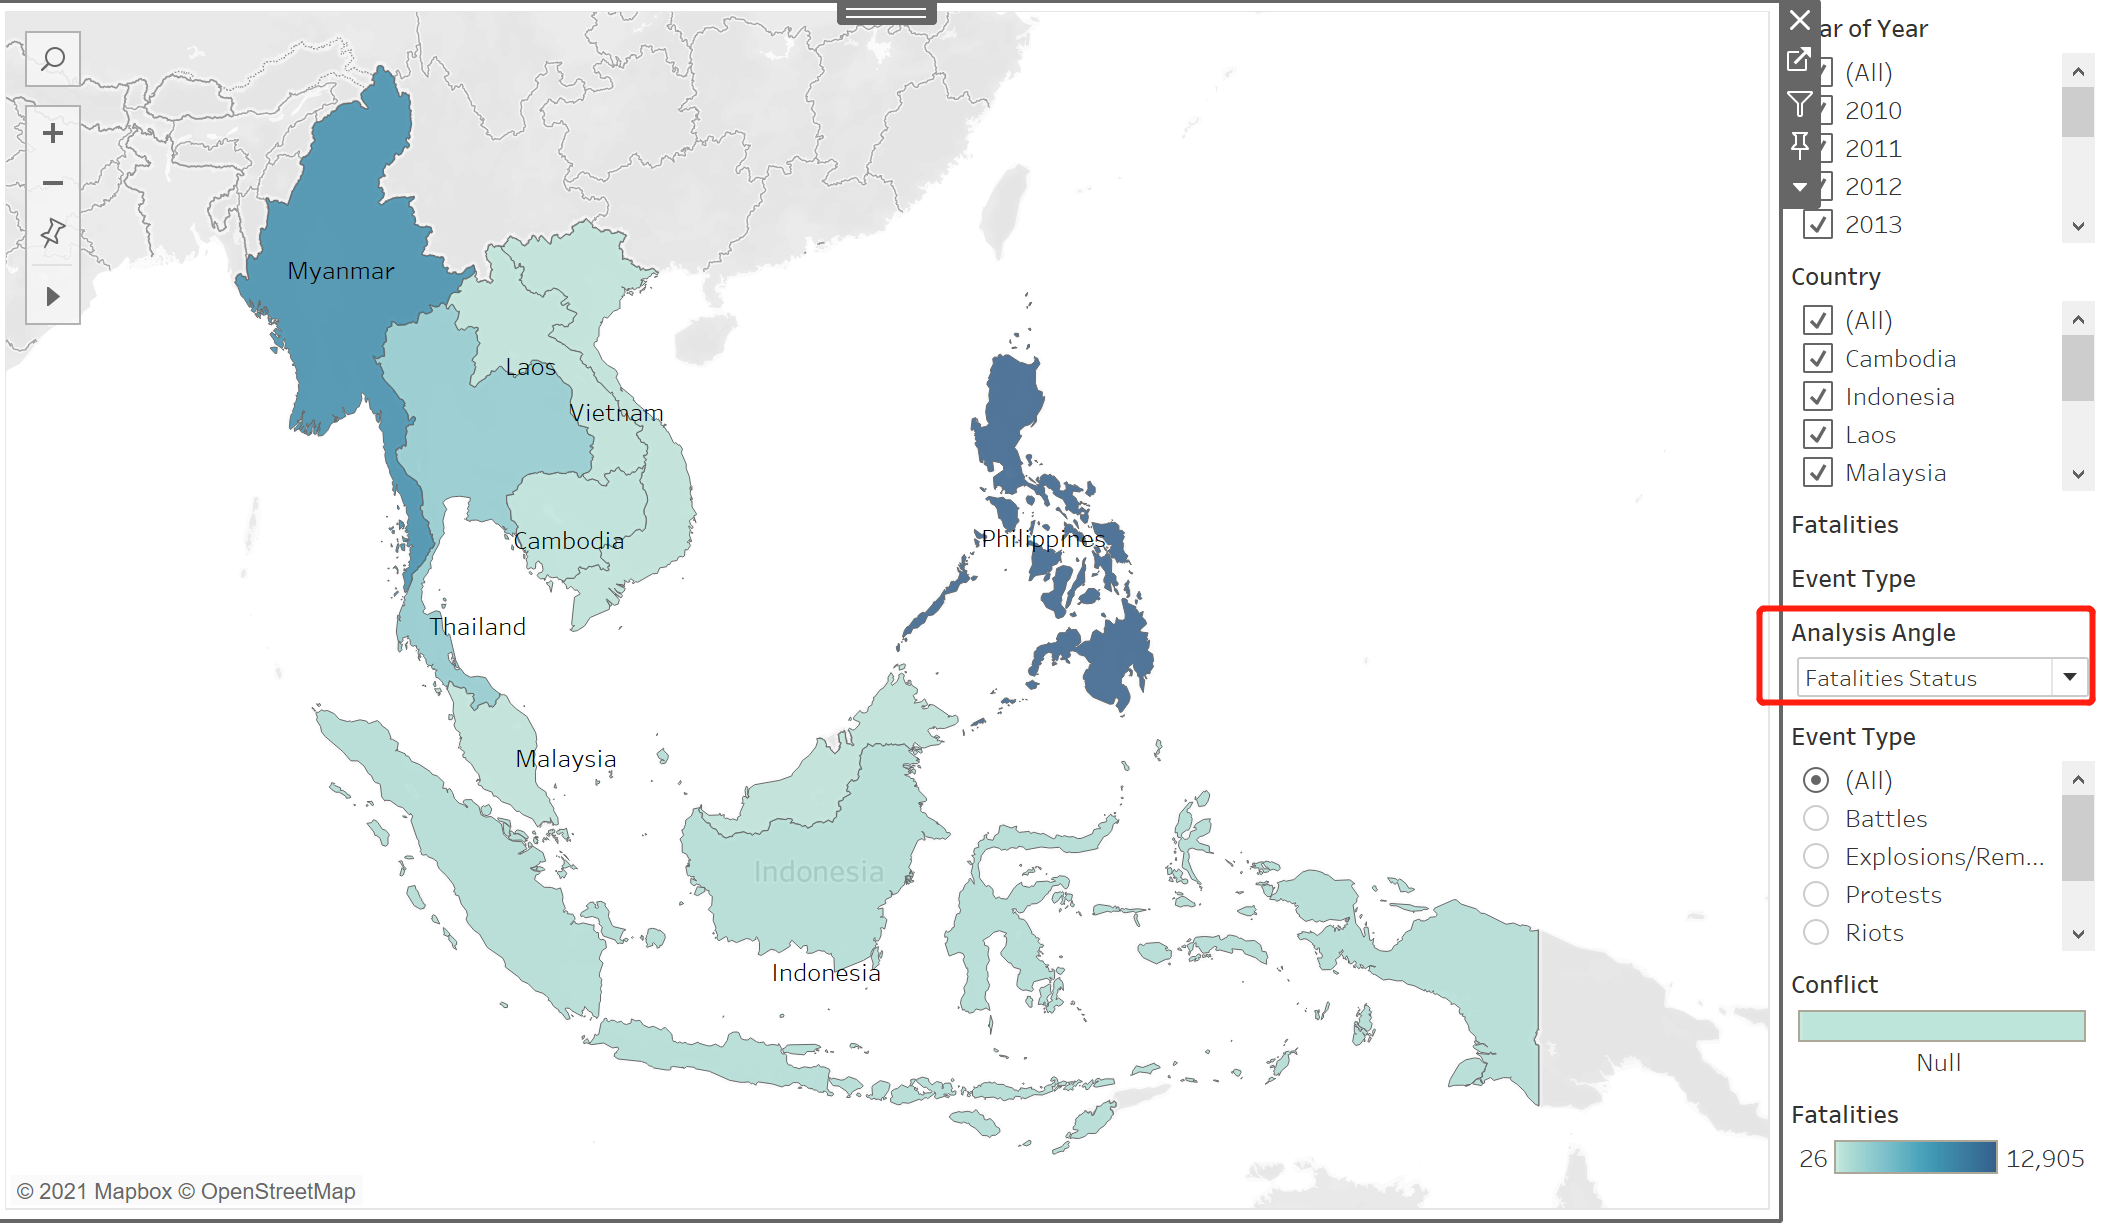 Myanmar
Laos
Vietnam
Cambodia
Philippines
Thailand
Malaysia
Indonesia
Indonesia
© 2021 Mapbox © OpenStreetMap
ar of Year
(All)
2010
2011
2012
2013
Country
(All)
Cambodia
Indonesia
Laos
Malaysia
Fatalities
Event Type
Analysis Angle
Fatalities Status
Event Type
(All)
Battles
Explosions/Rem...
Protests
Riots
Conflict
Null
Fatalities
26 12,905